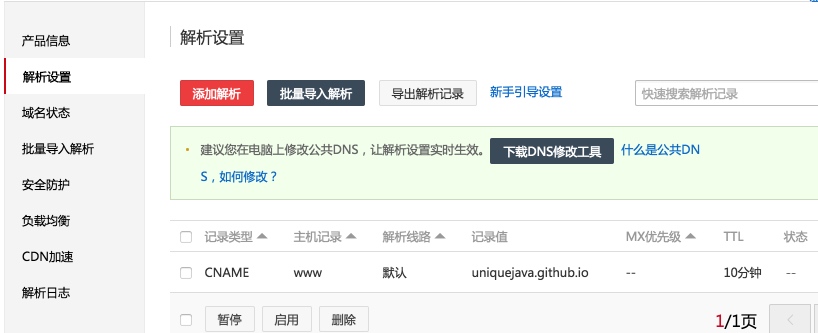 解析设置
产品信息
解析设置
域名状态
批量导入解析
安全防护
负载均衡
CDN加速
解析日志
添加解析 批量导入解析 导出解析记录 新手引导设置 快速搜索解析记录
建议您在电脑上修改公共DNS，让解析设置实时生效。 下载DNS修改工具 什么是公共DN
S，如何修改？
记录类型 主机记录 解析线路 记录值 MX优先级 TTL 状态
CNAME www 默认 uniquejava.github.io -- 10分钟 --
暂停 启用 删除 1/1页